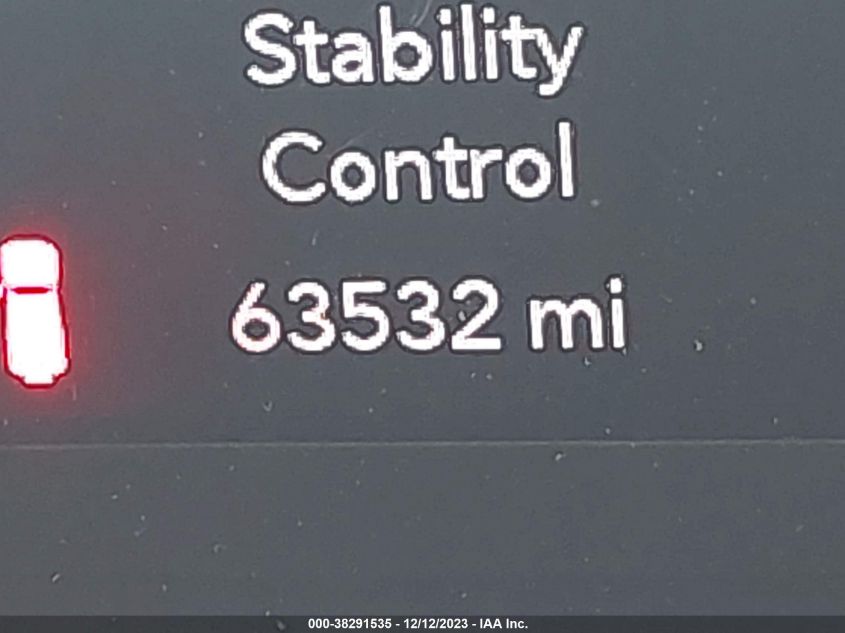 Stability
Control
63532 mi
000-38291535 - 12/12/2023 - IAA Inc.